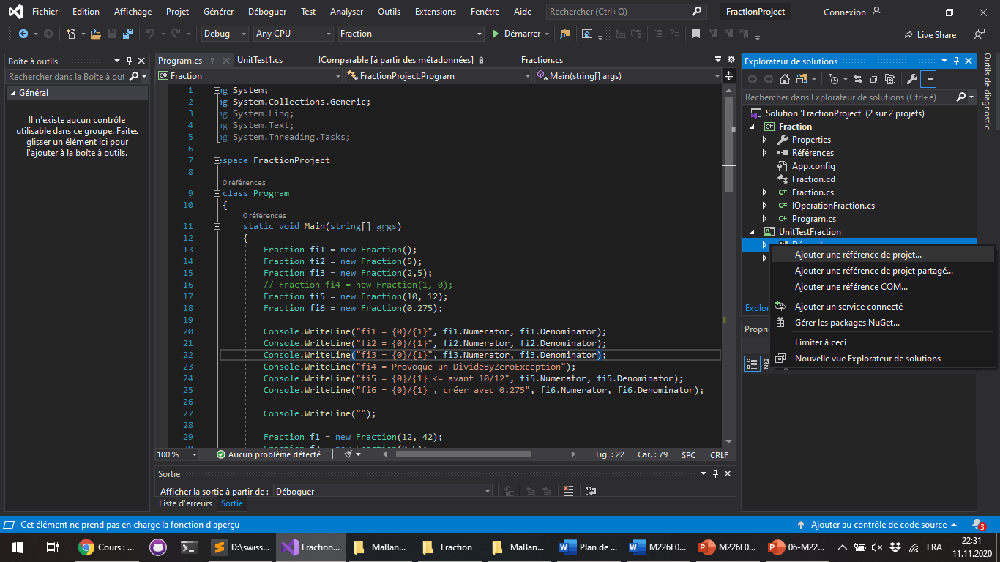 Fichier Edition Affichage Projet Générer Déboguer Test Analyser Outils Extensions Fenêtre Aide Rechercher (Ctrl+Q) FractionProject Connexion
Debug Any CPU Fraction Démarrer Live Share
Boîte à outils
Rechercher dans la Boîte à out
Général
Il n'existe aucun contrôle
utilisable dans ce groupe. Faites
glisser un élément ici pour
l'ajouter à la boîte à outils.
Program.cs UnitTest1.cs IComparable [à partir des métadonnées] Fraction.cs
Fraction FractionProject.Program Main(string[] args)
1 g System;
2 g System.Collections.Generic;
3 g System.Linq;
4 g System.Text;
5 g System.Threading.Tasks;
6
7 space FractionProject
8
0 références
9 class Program
10 {
0 références
11 static void Main(string[] args)
12 {
13 Fraction fi1 = new Fraction();
14 Fraction fi2 = new Fraction(5);
15 Fraction fi3 = new Fraction(2,5);
16 // Fraction fi4 = new Fraction(1, 0);
17 Fraction fi5 = new Fraction(10, 12);
18 Fraction fi6 = new Fraction(0.275);
19
20 Console.WriteLine("fi1 = {0}/{1}", fi1.Numerator, fi1.Denominator);
21 Console.WriteLine("fi2 = {0}/{1}", fi2.Numerator, fi2.Denominator);
22 Console.WriteLine("fi3 = {0}/{1}", fi3.Numerator, fi3.Denominator);
23 Console.WriteLine("fi4 = Provoque un DivideByZeroException");
24 Console.WriteLine("fi5 = {0}/{1} <= avant 10/12", fi5.Numerator, fi5.Denominator);
25 Console.WriteLine("fi6 = {0}/{1} , créer avec 0.275", fi6.Numerator, fi6.Denominator);
26
27 Console.WriteLine("");
28
29 Fraction f1 = new Fraction(12, 42);
100 % Aucun problème détecté Lig. : 22 Car. : 79 SPC CRLF
Sortie
Afficher la sortie à partir de : Déboguer
Liste d'erreurs Sortie
Explorateur de solutions
Rechercher dans Explorateur de solutions (Ctrl+è)
Solution 'FractionProject' (2 sur 2 projets)
Fraction
Properties
Références
App.config
Fraction.cd
Fraction.cs
IOperationFraction.cs
Program.cs
UnitTestFraction
Ajouter une référence de projet...
Ajouter une référence de projet partagé...
Ajouter une référence COM...
Ajouter un service connecté
Gérer les packages NuGet...
Limiter à ceci
Nouvelle vue Explorateur de solutions
Explor
Proprié
Outils de diagnostic
Cet élément ne prend pas en charge la fonction d'aperçu Ajouter au contrôle de code source 3
Cours : ... D:\swiss... Fraction... MaBan... Fraction MaBan... Plan de ... M226L0... M226L0... 06-M22... FRA 22:31
11.11.2020